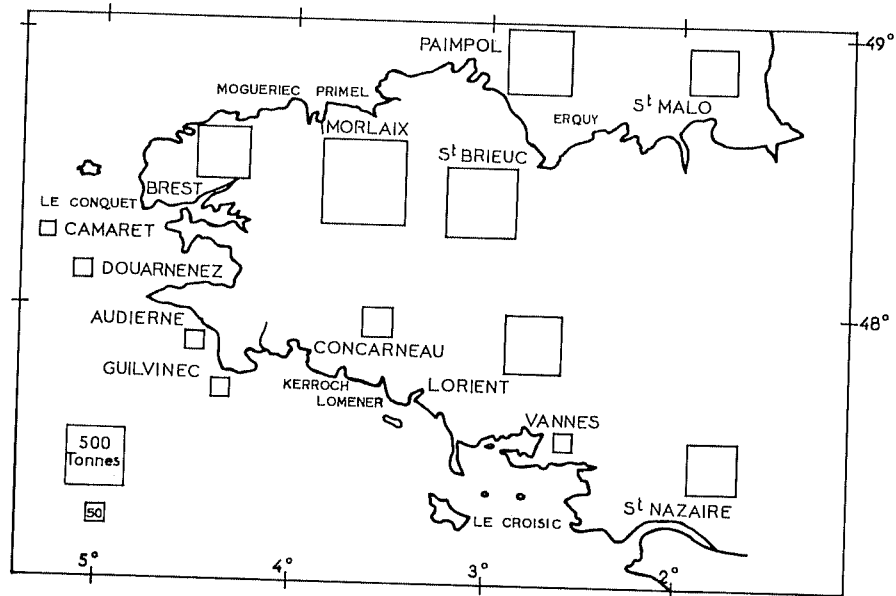 49°
PAIMPOL
MOGUERIEC PRIMEL
St MALO
ERQUY
MORLAIX
St BRIEUC
BREST
LE CONQUET
CAMARET
DOUARNENEZ
48°
AUDIERNE
CONCARNEAU
GUILVINEC
KERROCH
LORIENT
LOMENER
VANNES
500
Tonnes
50
St NAZAIRE
LE CROISIC
5° 4° 3° 2°